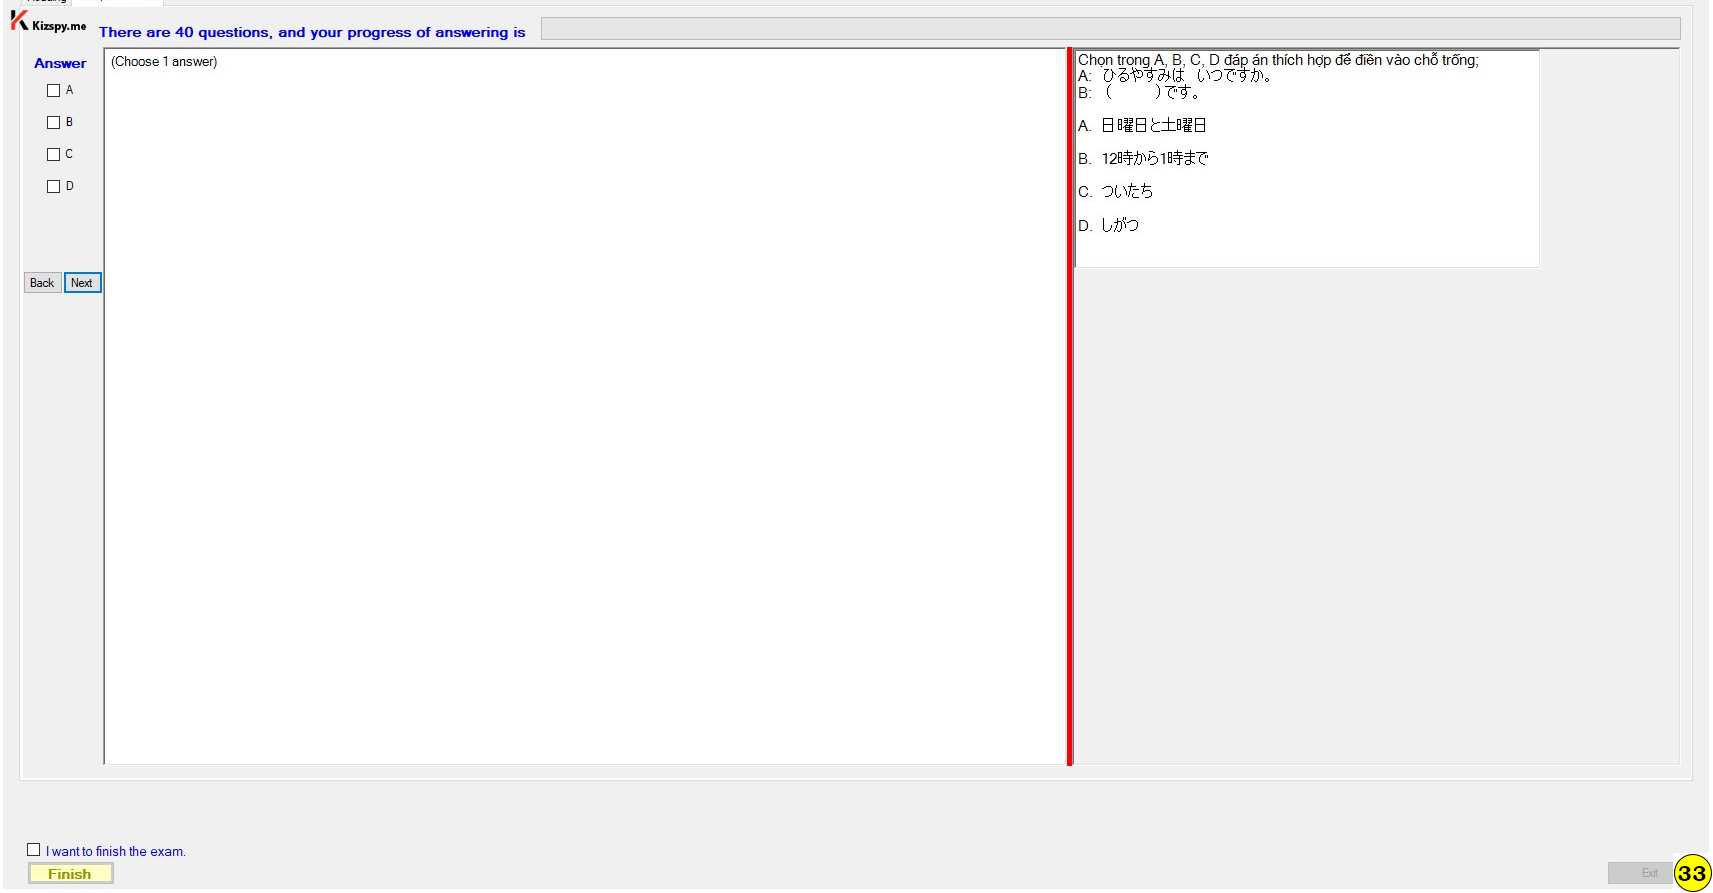 Kizspy.me
There are 40 questions, and your progress of answering is
Answer
A
B
C
D
Back
Next
(Choose 1 answer)
Chọn trong A, B, C, D đáp án thích hợp để điền vào chỗ trống;
A: ひるやすみは いつですか。
B: （　　　）です。
A. 日曜日と土曜日
B. 12時から1時まで
C. ついたち
D. しがつ
I want to finish the exam.
Finish
Exit
33